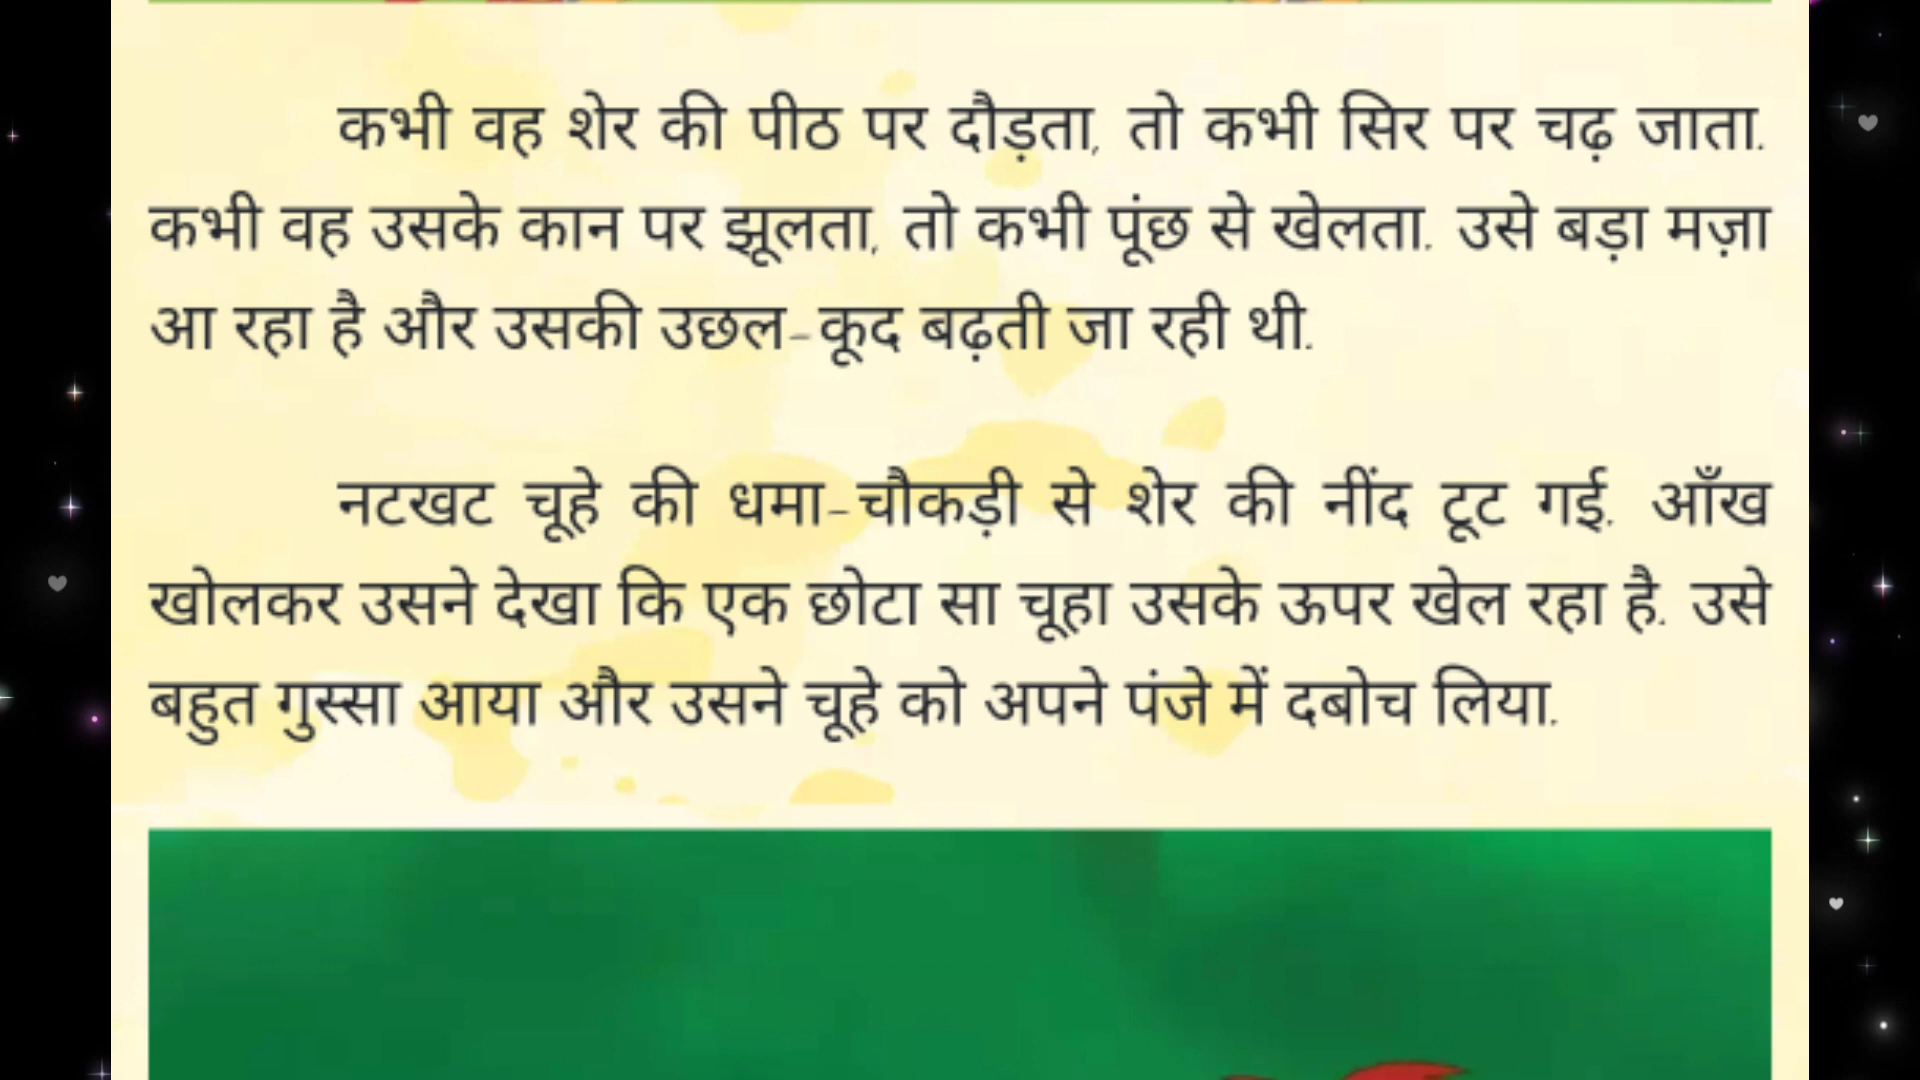 कभी वह शेर की पीठ पर दौड़ता, तो कभी सिर पर चढ़ जाता.
कभी वह उसके कान पर झूलता, तो कभी पूंछ से खेलता. उसे बड़ा मज़ा
आ रहा है और उसकी उछल-कूद बढ़ती जा रही थी.
नटखट चूहे की धमा-चौकड़ी से शेर की नींद टूट गई. आँख
खोलकर उसने देखा कि एक छोटा सा चूहा उसके ऊपर खेल रहा है. उसे
बहुत गुस्सा आया और उसने चूहे को अपने पंजे में दबोच लिया.